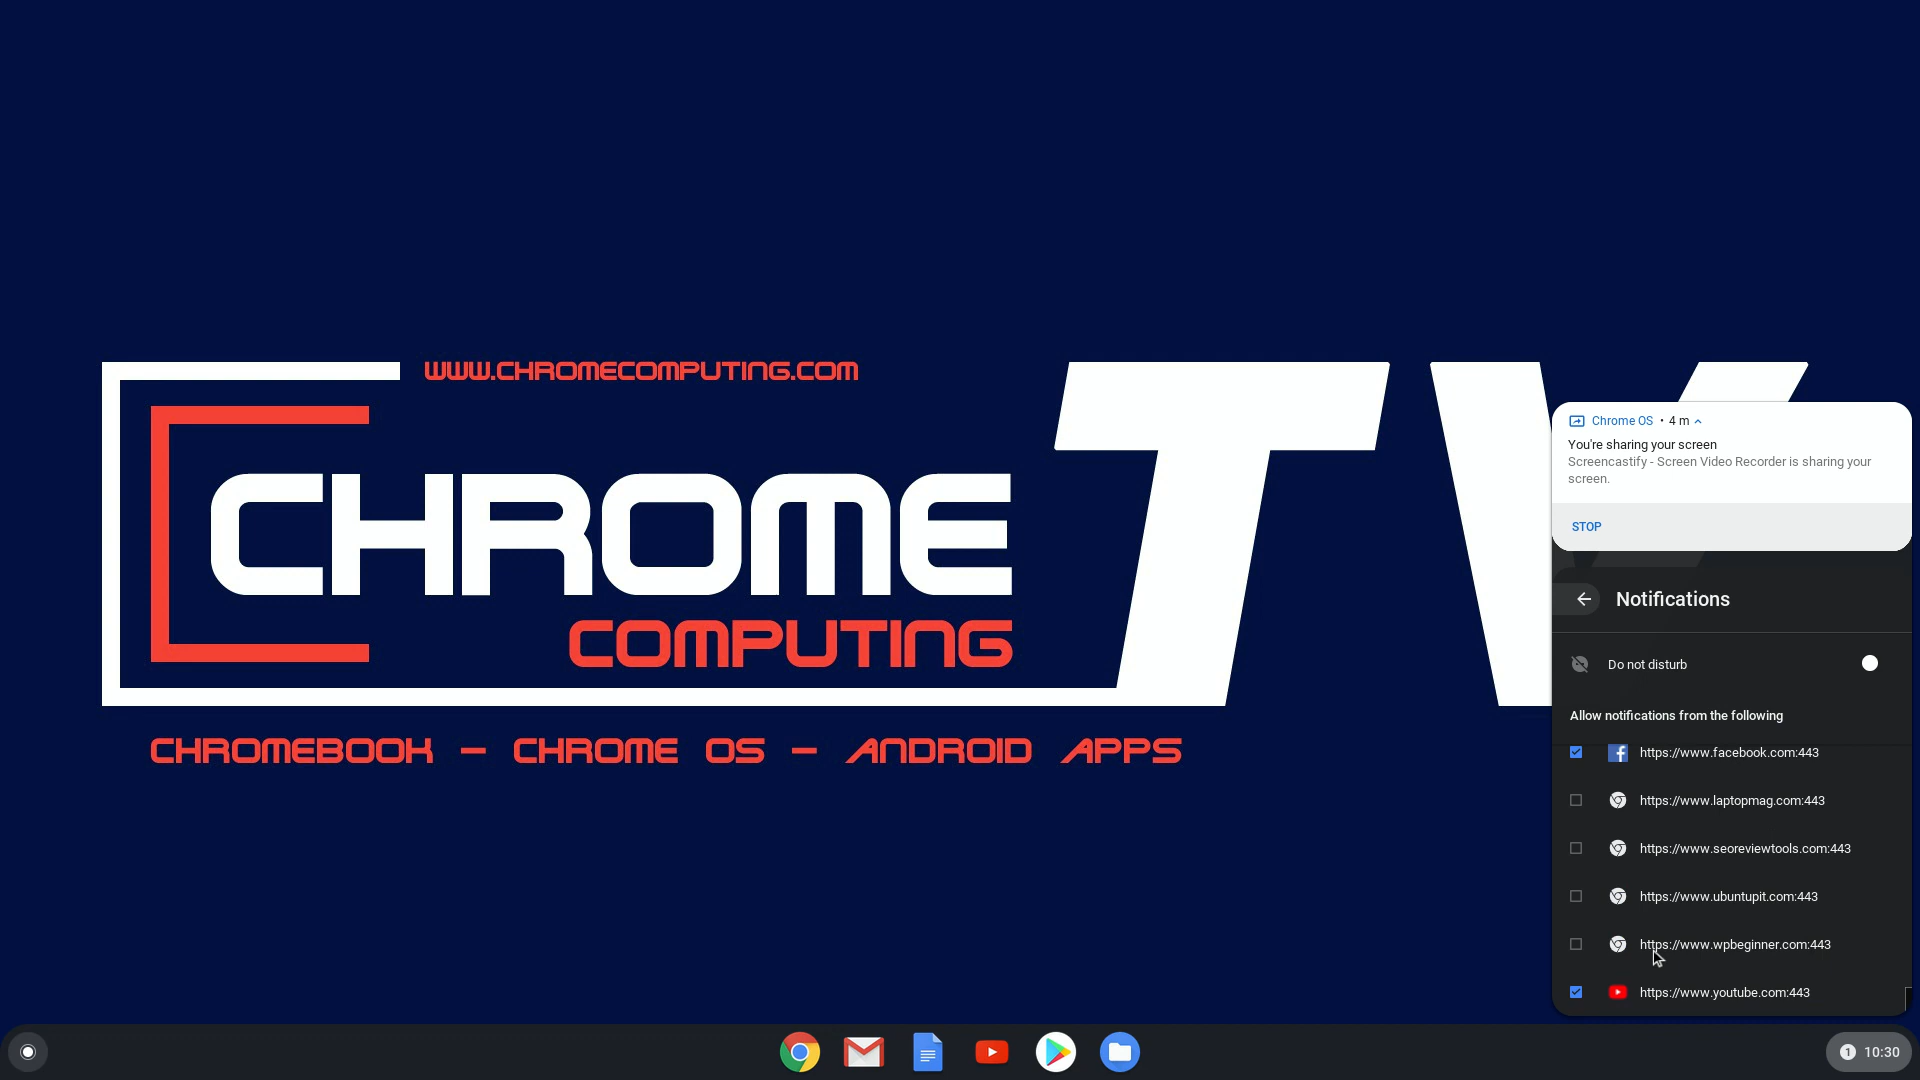 WWW.CHROMECOMPUTING.COM
CHROME
TV
COMPUTING
CHROMEBOOK - CHROME OS - ANDROID APPS
Chrome OS • 4 m
You're sharing your screen
Screencastify - Screen Video Recorder is sharing your
screen.
STOP
Notifications
Do not disturb
Allow notifications from the following
https://www.facebook.com:443
https://www.laptopmag.com:443
https://www.seoreviewtools.com:443
https://www.ubuntupit.com:443
https://www.wpbeginner.com:443
https://www.youtube.com:443
1 10:30